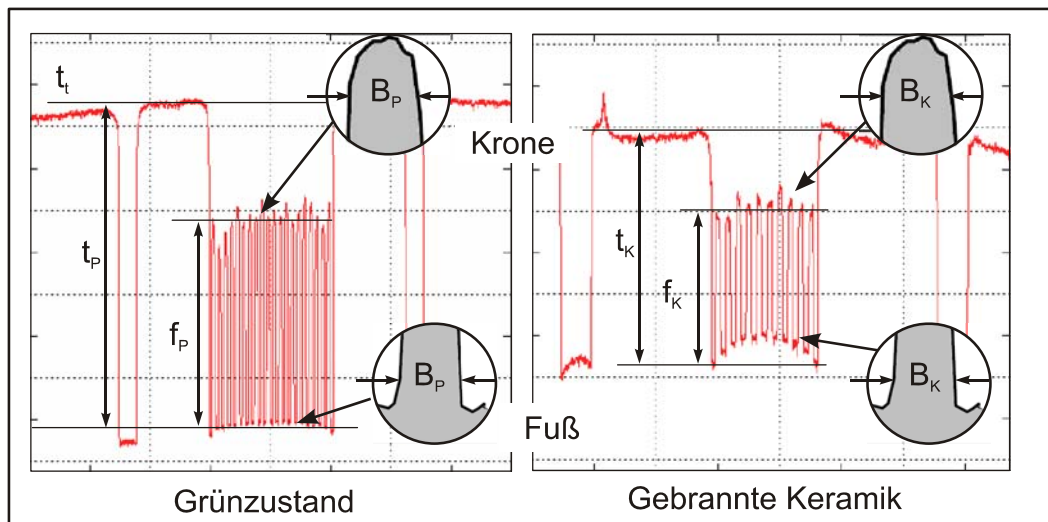 t_t
B_P
B_K
Krone
t_P
t_K
f_P
f_K
B_P
B_K
Fuß
Grünzustand
Gebrannte Keramik